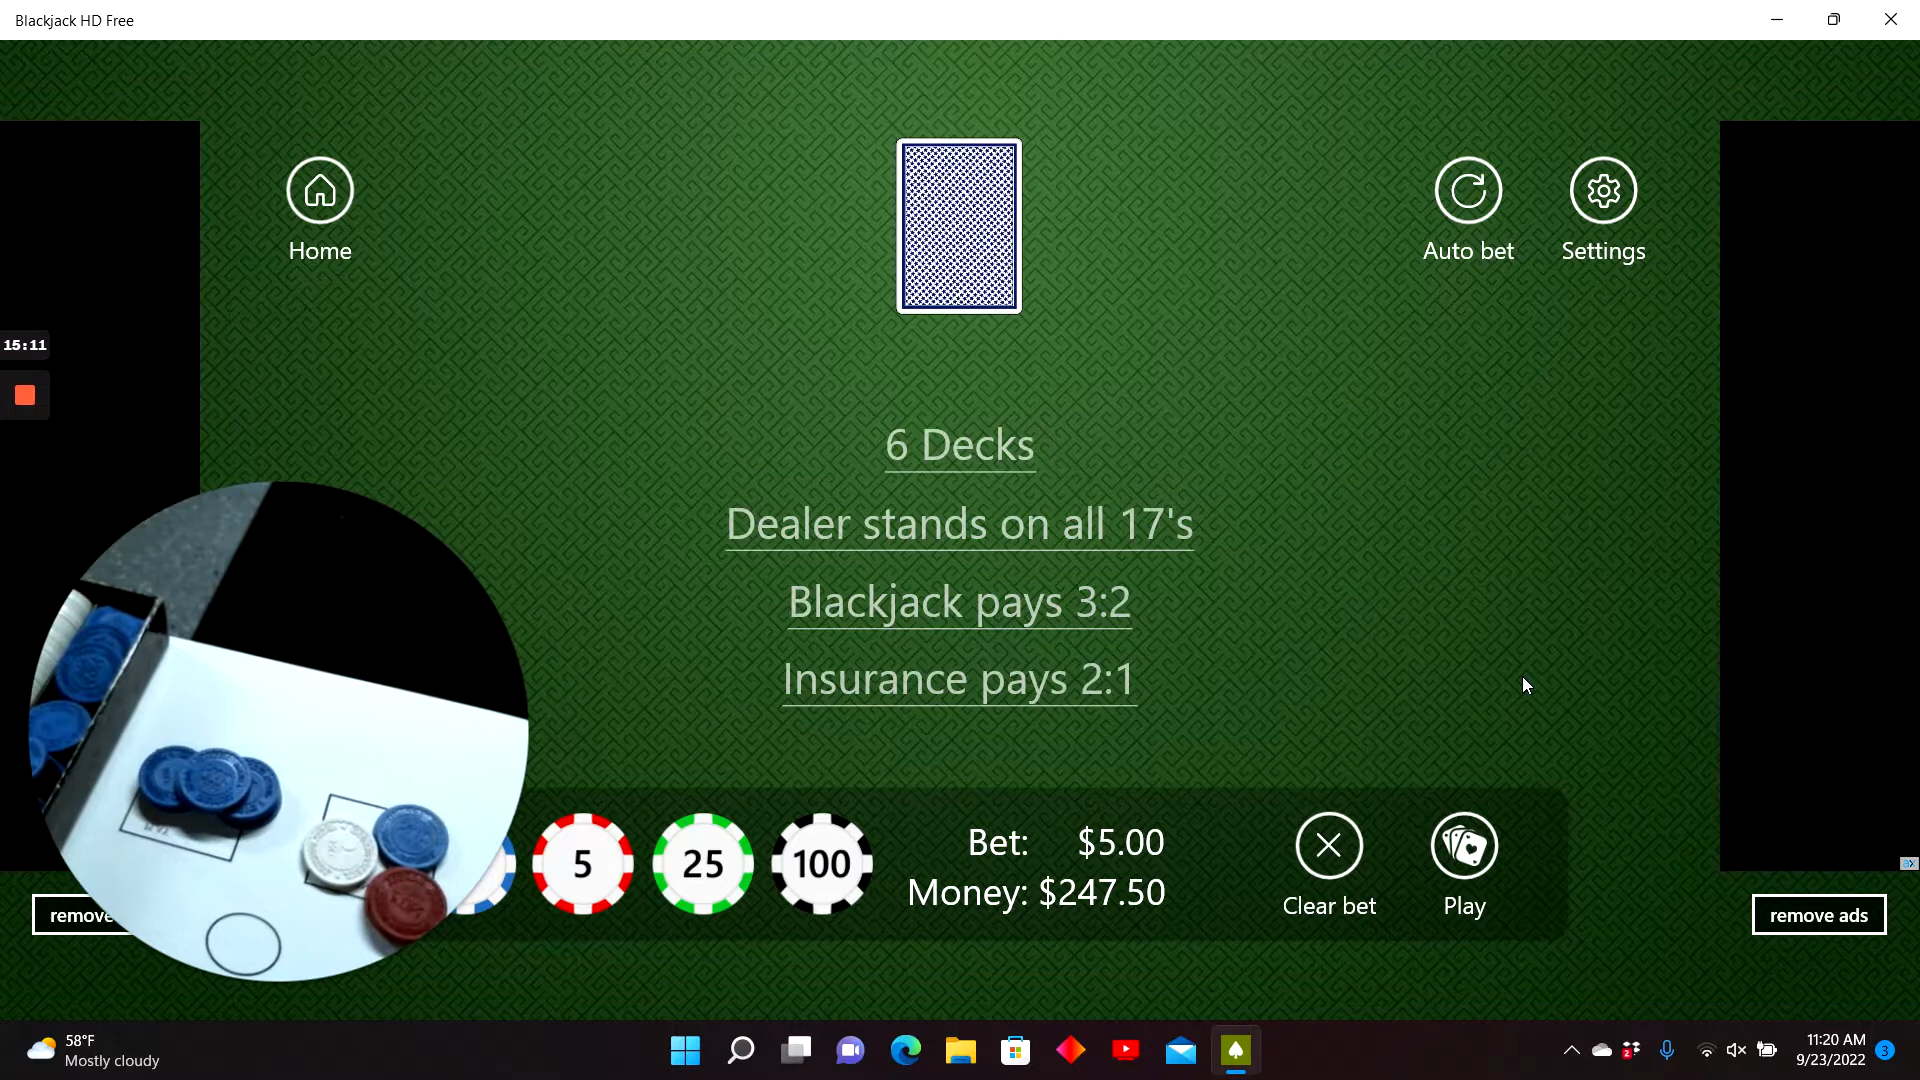 Blackjack HD Free
Home
Auto bet
Settings
15:11
6 Decks
Dealer stands on all 17's
Blackjack pays 3:2
Insurance pays 2:1
5
25
100
Bet: $5.00
Money: $247.50
Clear bet
Play
remove
remove ads
58°F
Mostly cloudy
2
11:20 AM
9/23/2022
3